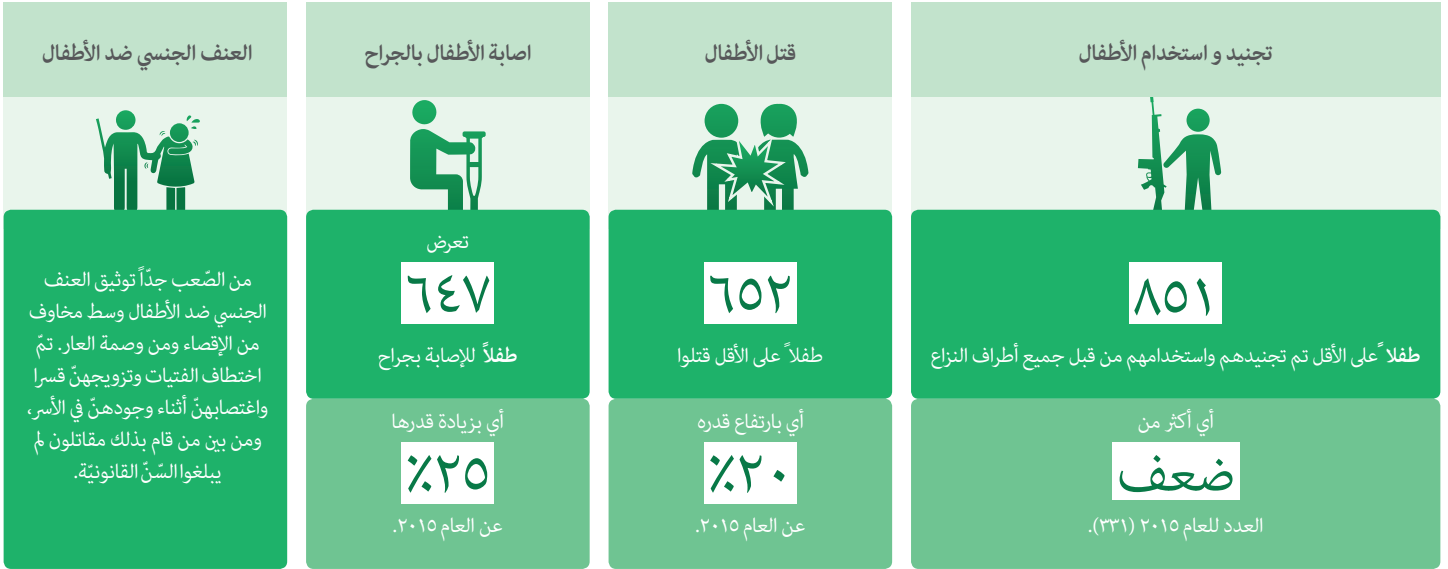 تجنيد و استخدام الأطفال
٨٥١
طفلا ً على الأقل تم تجنيدهم واستخدامهم من قبل جميع أطراف النزاع
أي أكثر من
ضعف
العدد للعام ٢٠١٥ (٣٣١).
قتل الأطفال
٦٥٢
طفلا ً على الأقل قتلوا
أي بارتفاع قدره
٢٠٪
عن العام ٢٠١٥.
اصابة الأطفال بالجراح
تعرض
٦٤٧
طفلاً للإصابة بجراح
أي بزيادة قدرها
٢٥٪
عن العام ٢٠١٥.
العنف الجنسي ضد الأطفال
من الصّعب جدّاً توثيق العنف
الجنسي ضد الأطفال وسط مخاوف
من الإقصاء ومن وصمة العار. تمّ
اختطاف الفتيات وتزويجهنّ قسرا
واغتصابهنّ أثناء وجودهنّ في الأسر،
ومن بين من قام بذلك مقاتلون لم
يبلغوا السّنّ القانونيّة.